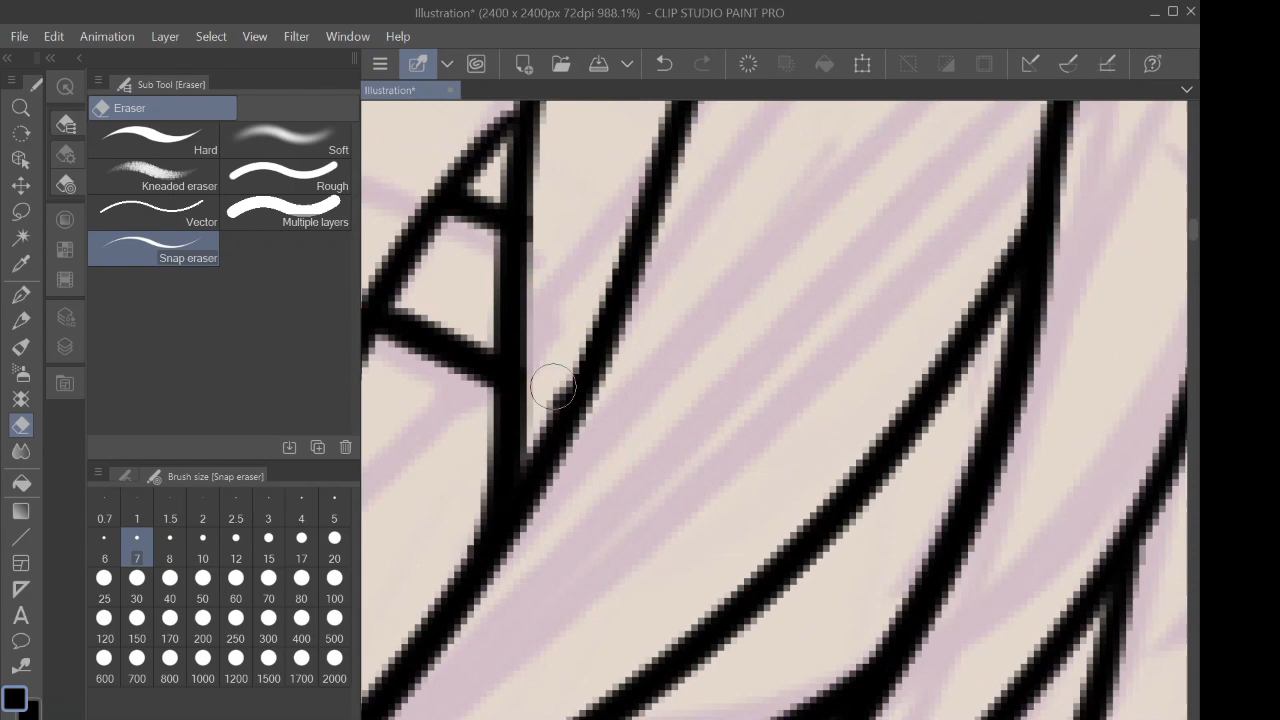 Illustration* (2400 x 2400px 72dpi 988.1%) - CLIP STUDIO PAINT PRO
File Edit Animation Layer Select View Filter Window Help
Sub Tool [Eraser]
Illustration*
Eraser
Hard Soft
Kneaded eraser Rough
Vector Multiple layers
Snap eraser
Brush size [Snap eraser]
0.7 1 1.5 2 2.5 3 4 5
6 7 8 10 12 15 17 20
25 30 40 50 60 70 80 100
120 150 170 200 250 300 400 500
600 700 800 1000 1200 1500 1700 2000